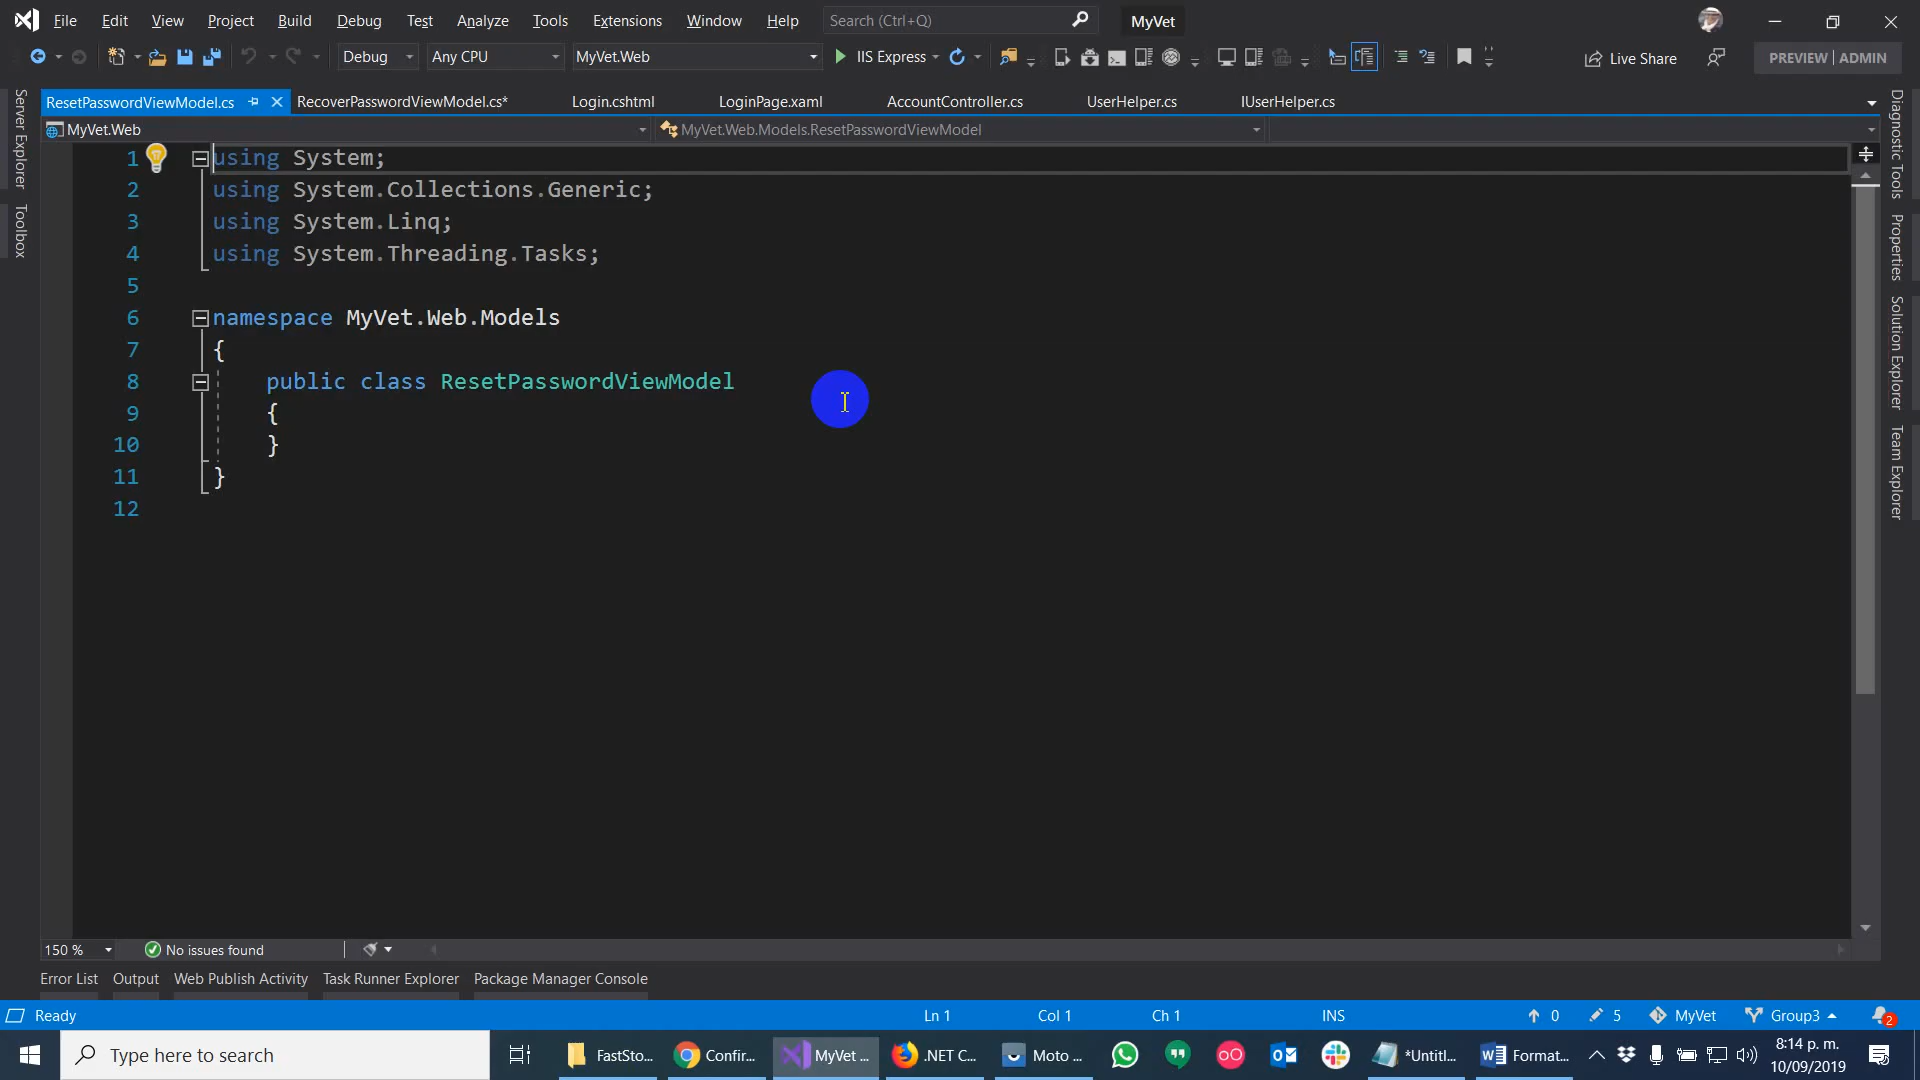 File Edit View Project Build Debug Test Analyze Tools Extensions Window Help Search (Ctrl+Q) MyVet
Debug Any CPU MyVet.Web IIS Express Live Share PREVIEW ADMIN
ResetPasswordViewModel.cs RecoverPasswordViewModel.cs* Login.cshtml LoginPage.xaml AccountController.cs UserHelper.cs IUserHelper.cs
MyVet.Web MyVet.Web.Models.ResetPasswordViewModel
Server Explorer
Toolbox
1 using System;
2 using System.Collections.Generic;
3 using System.Linq;
4 using System.Threading.Tasks;
5
6 namespace MyVet.Web.Models
7 {
8 public class ResetPasswordViewModel
9 {
10 }
11 }
12
Diagnostic Tools
Properties
Solution Explorer
Team Explorer
150 % No issues found
Error List Output Web Publish Activity Task Runner Explorer Package Manager Console
Ready Ln 1 Col 1 Ch 1 INS 0 5 MyVet Group3 2
Type here to search FastSto... Confir... MyVet ... .NET C... Moto ... *Untitl... Format... 8:14 p. m.
10/09/2019